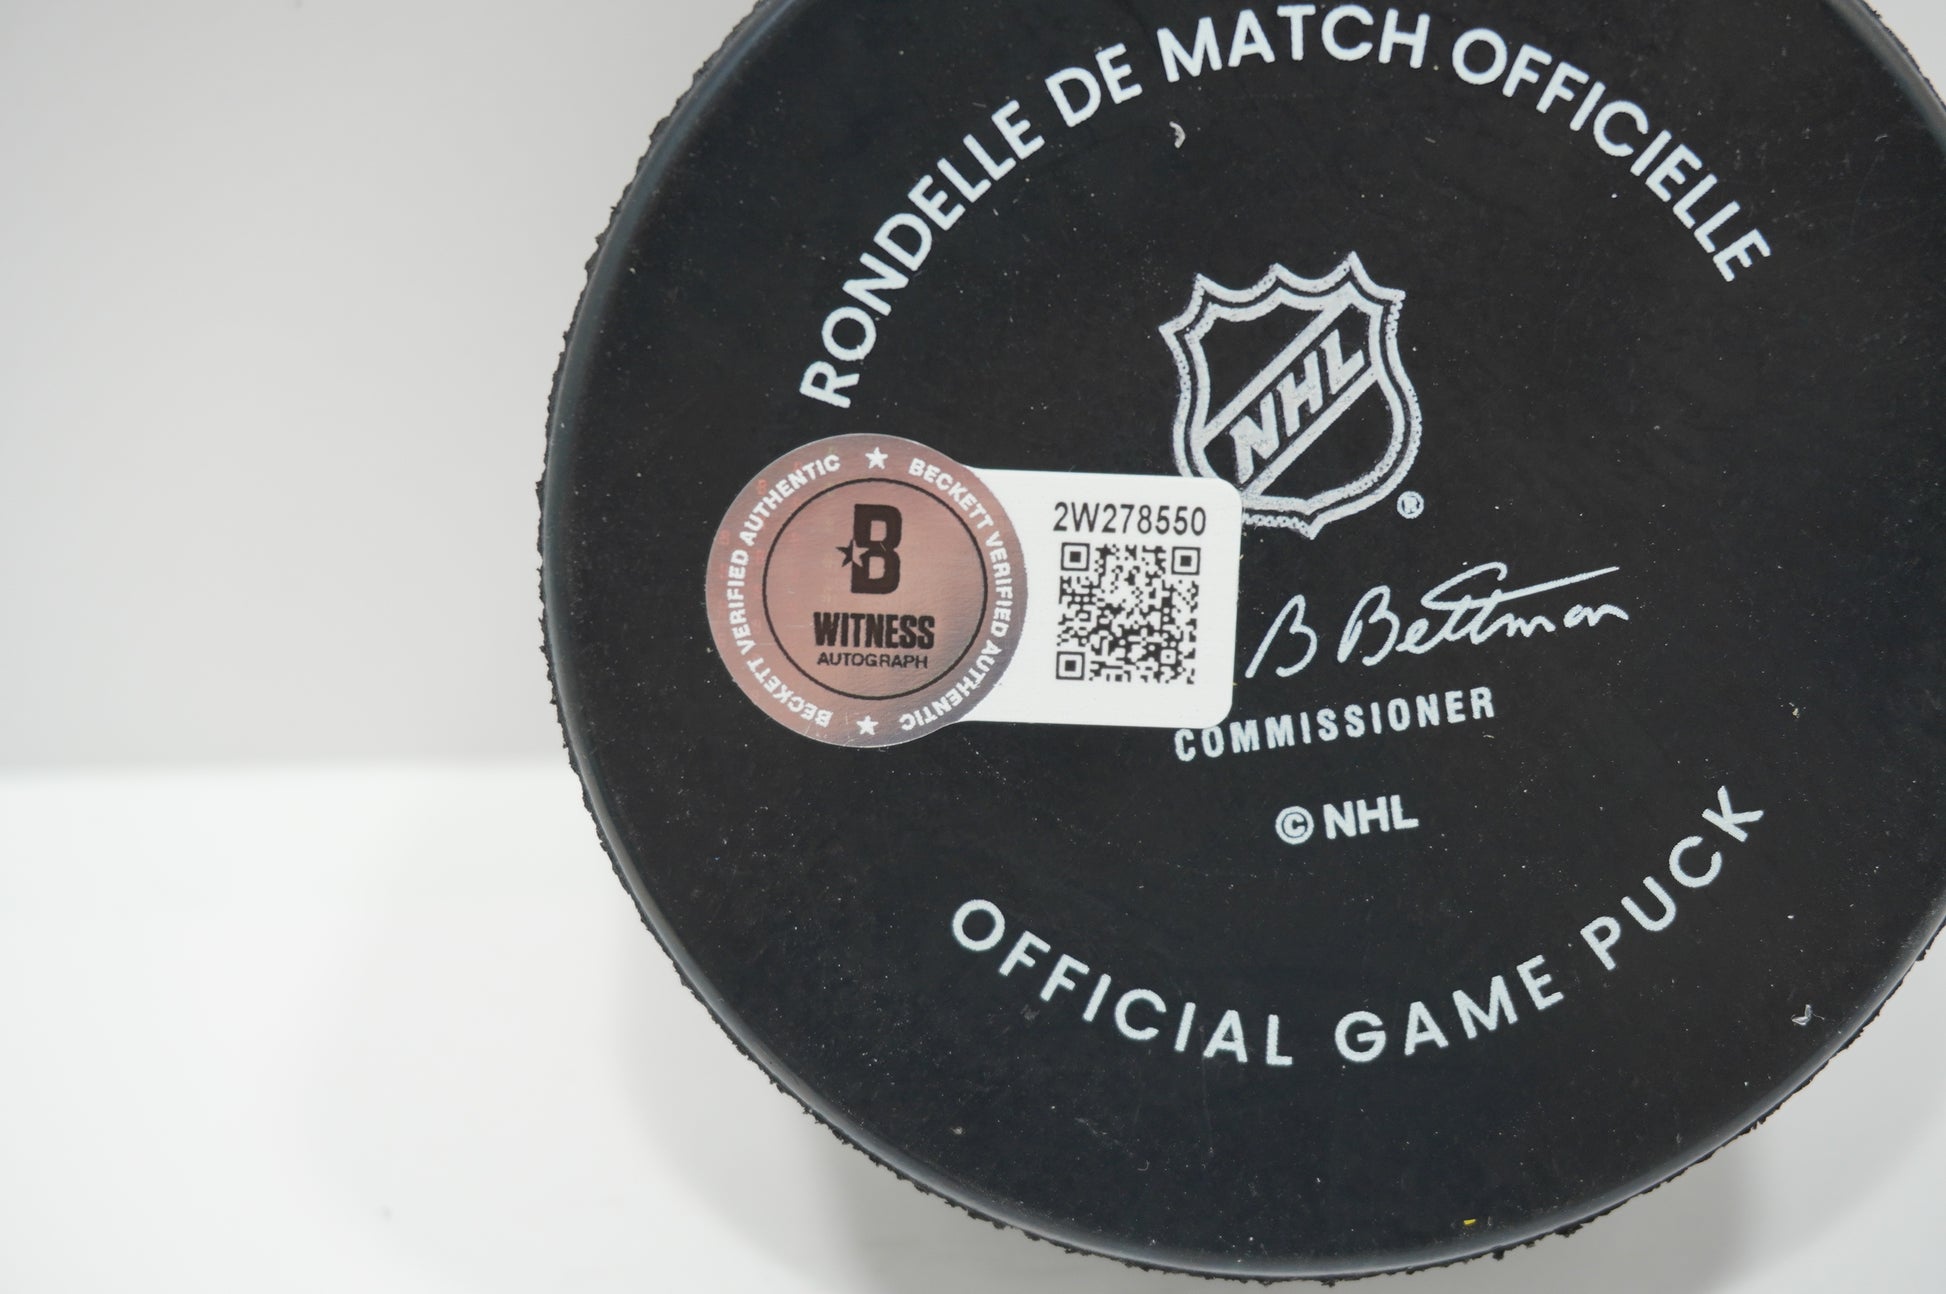 RONDELLE DE MATCH OFFICIELLE
NHL
®
BECKETT VERIFIED AUTHENTIC ★ BECKETT VERIFIED AUTHENTIC ★
B
WITNESS
AUTOGRAPH
2W278550
B Bettman
COMMISSIONER
© NHL
OFFICIAL GAME PUCK